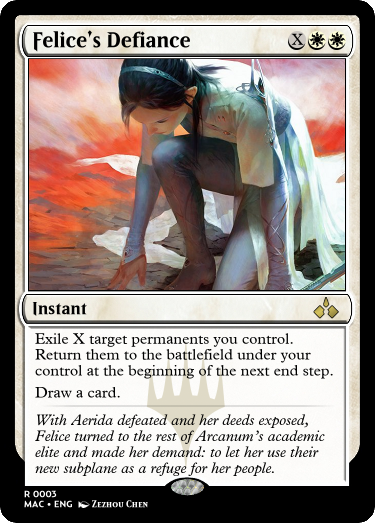 Felice's Defiance X
Instant
Exile X target permanents you control.
Return them to the battlefield under your
control at the beginning of the next end step.
Draw a card.
With Aerida defeated and her deeds exposed,
Felice turned to the rest of Arcanum's academic
elite and made her demand: to let her use their
new subplane as a refuge for her people.
R 0003
MAC • ENG Zezhou Chen